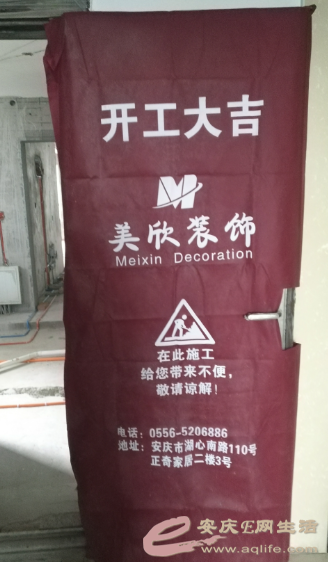 开工大吉
美欣装饰
Meixin Decoration
在此施工
给您带来不便，
敬请谅解！
电话：0556-5206886
地址：安庆市湖心南路110号
正奇家居二楼3号
安庆E网生活
www.aqlife.com